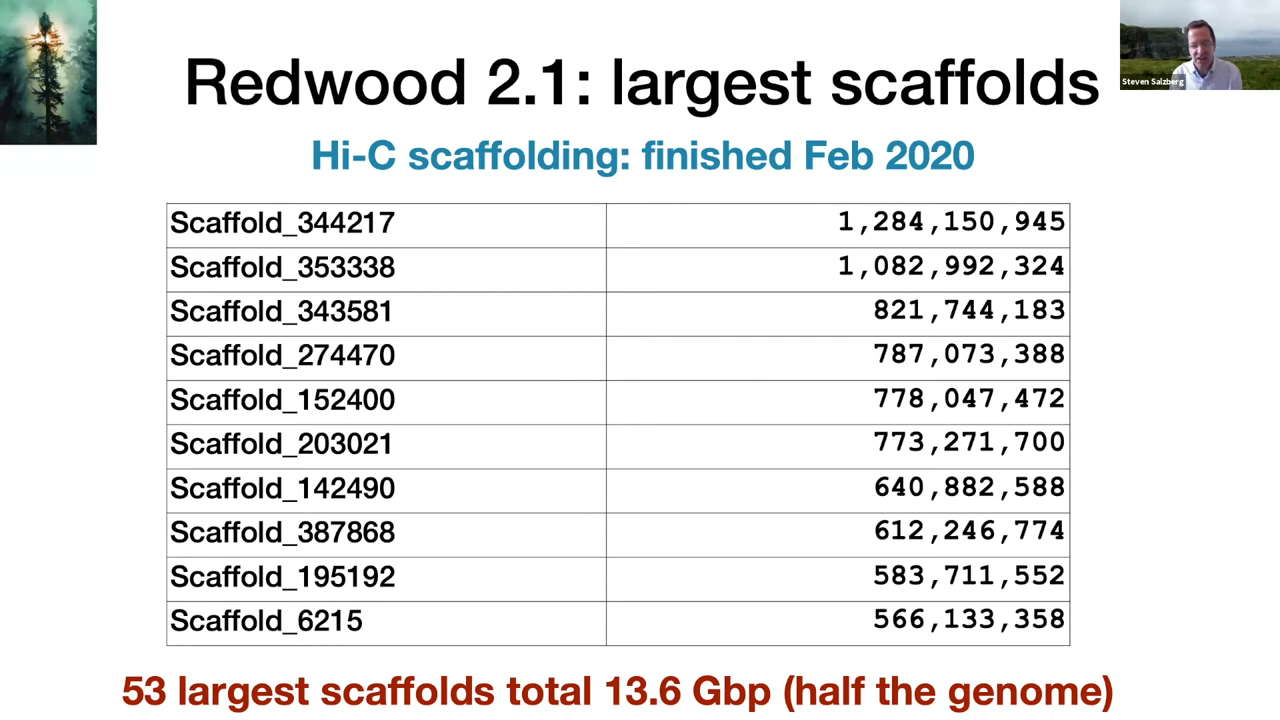 Redwood 2.1: largest scaffolds
Steven Salzberg
Hi-C scaffolding: finished Feb 2020
Scaffold_344217 1,284,150,945
Scaffold_353338 1,082,992,324
Scaffold_343581 821,744,183
Scaffold_274470 787,073,388
Scaffold_152400 778,047,472
Scaffold_203021 773,271,700
Scaffold_142490 640,882,588
Scaffold_387868 612,246,774
Scaffold_195192 583,711,552
Scaffold_6215 566,133,358
53 largest scaffolds total 13.6 Gbp (half the genome)